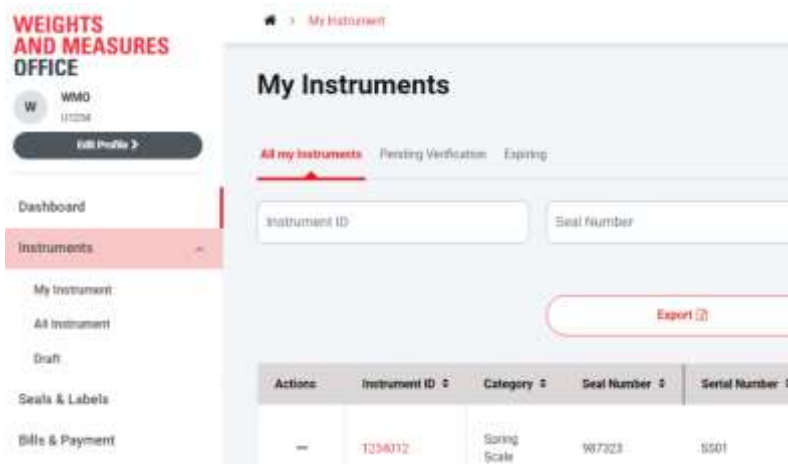 WEIGHTS
AND MEASURES
OFFICE
W
WMO
U1234
Edit Profile
Dashboard
Instruments
My Instrument
All Instrument
Draft
Seals & Labels
Bills & Payment
My Instrument
My Instruments
All my Instruments Pending Verification Expiring
Instrument ID Seal Number
Export
Actions Instrument ID Category Seal Number Serial Number
1234012 Spring Scale 987323 SS01